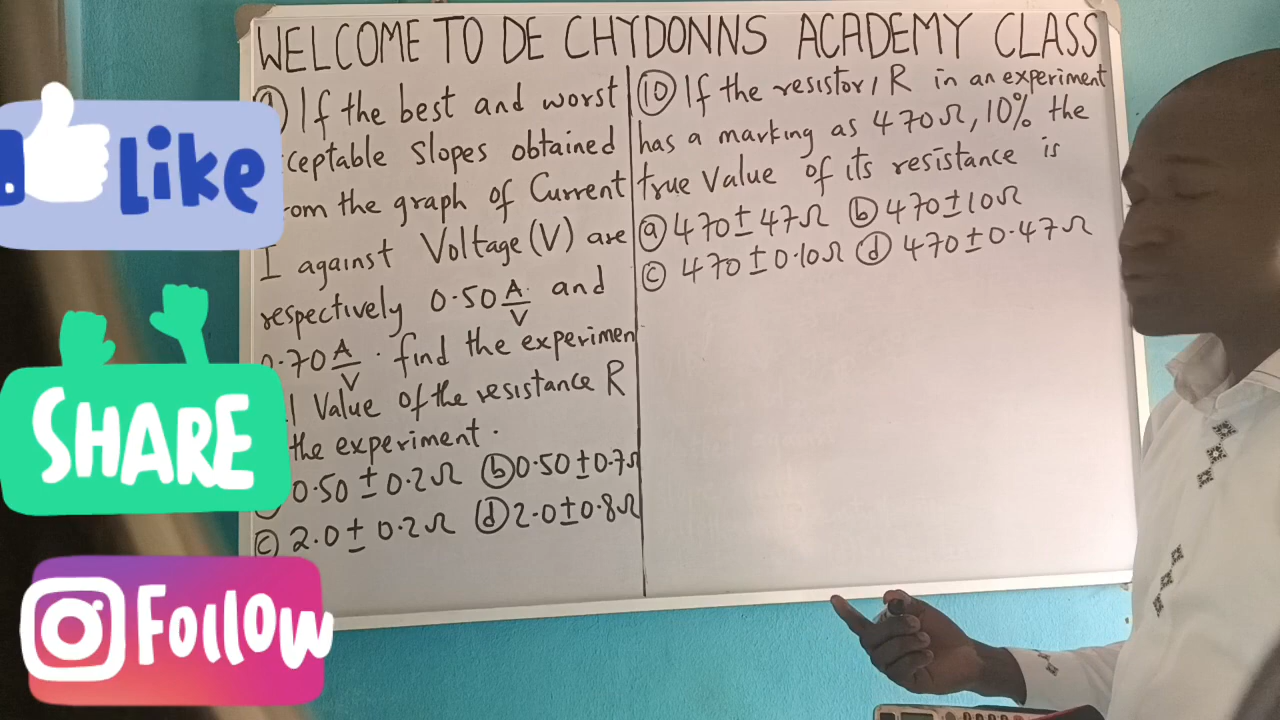 WELCOME TO DE CHYDONNS ACADEMY CLASS
If the best and worst
ceptable slopes obtained
the graph of Current
I against Voltage (V) are
respectively 0.50 A/V and
0.70 A/V. find the experimen
Value of the resistance R
the experiment.
0.50 ± 0.2Ω (b) 0.50 ± 0.7Ω
(c) 2.0 ± 0.2Ω (d) 2.0 ± 0.8Ω
(10) If the resistor, R in an experiment
has a marking as 470Ω, 10% the
true Value of its resistance is
(a) 470 ± 47Ω (b) 470 ± 10Ω
(c) 470 ± 0.10Ω (d) 470 ± 0.47Ω
Like
SHARE
Follow